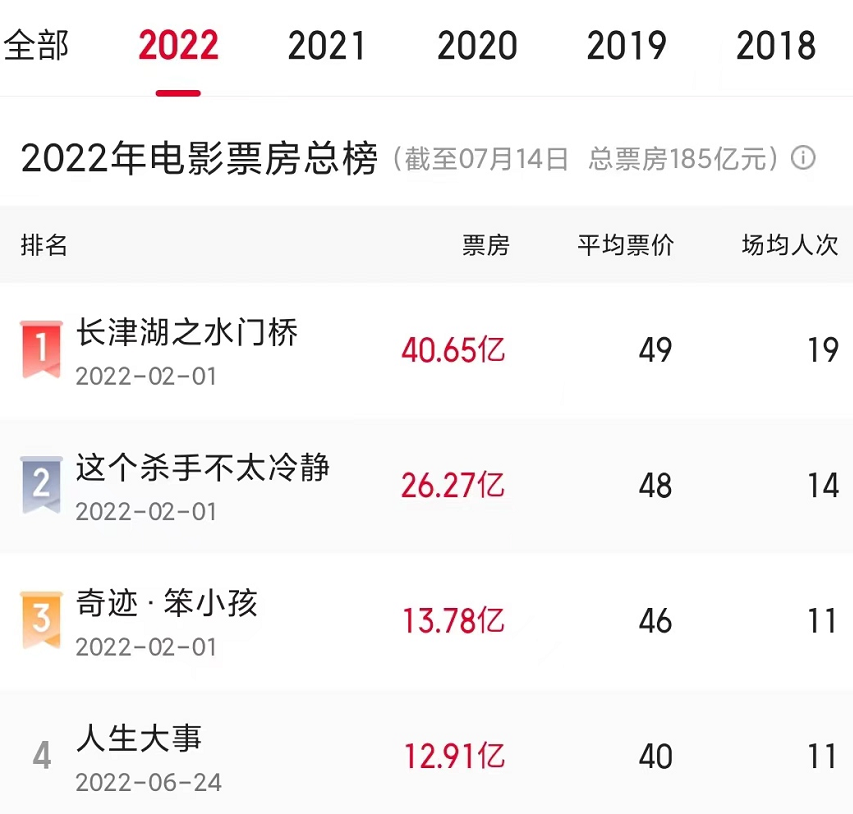 全部 2022 2021 2020 2019 2018
2022年电影票房总榜（截至07月14日 总票房185亿元）
排名 票房 平均票价 场均人次
1 长津湖之水门桥 40.65亿 49 19
2022-02-01
2 这个杀手不太冷静 26.27亿 48 14
2022-02-01
3 奇迹·笨小孩 13.78亿 46 11
2022-02-01
4 人生大事 12.91亿 40 11
2022-06-24